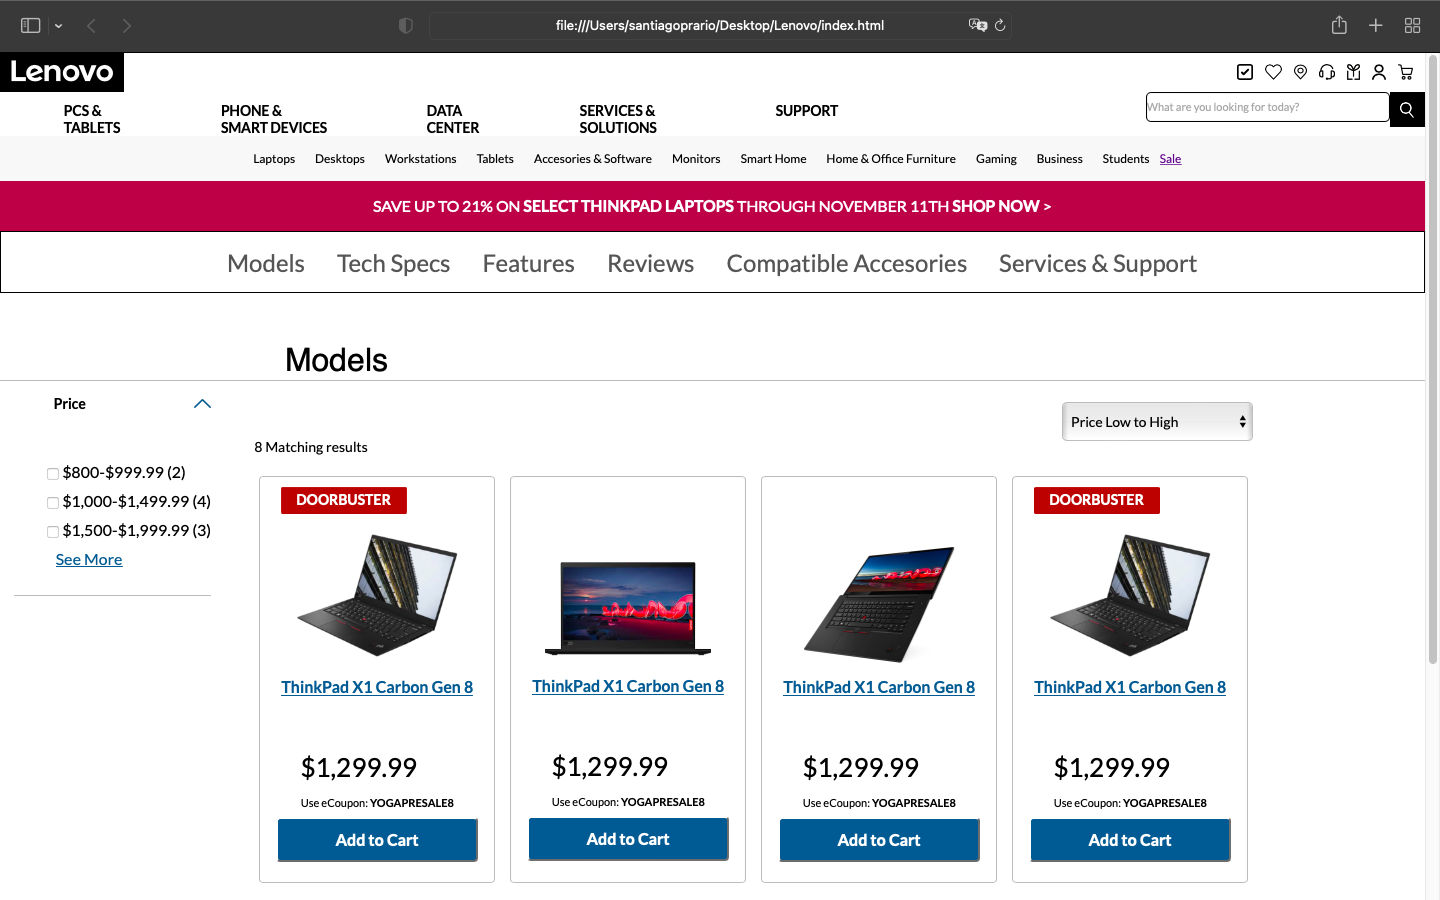 file:///Users/santiagoprario/Desktop/Lenovo/index.html
Lenovo
PCS &
TABLETS
PHONE &
SMART DEVICES
DATA
CENTER
SERVICES &
SOLUTIONS
SUPPORT
What are you looking for today?
Laptops Desktops Workstations Tablets Accesories & Software Monitors Smart Home Home & Office Furniture Gaming Business Students Sale
SAVE UP TO 21% ON SELECT THINKPAD LAPTOPS THROUGH NOVEMBER 11TH SHOP NOW >
Models Tech Specs Features Reviews Compatible Accesories Services & Support
Models
Price
Price Low to High
8 Matching results
$800-$999.99 (2)
$1,000-$1,499.99 (4)
$1,500-$1,999.99 (3)
See More
DOORBUSTER
ThinkPad X1 Carbon Gen 8
$1,299.99
Use eCoupon: YOGAPRESALE8
Add to Cart
ThinkPad X1 Carbon Gen 8
$1,299.99
Use eCoupon: YOGAPRESALE8
Add to Cart
ThinkPad X1 Carbon Gen 8
$1,299.99
Use eCoupon: YOGAPRESALE8
Add to Cart
DOORBUSTER
ThinkPad X1 Carbon Gen 8
$1,299.99
Use eCoupon: YOGAPRESALE8
Add to Cart